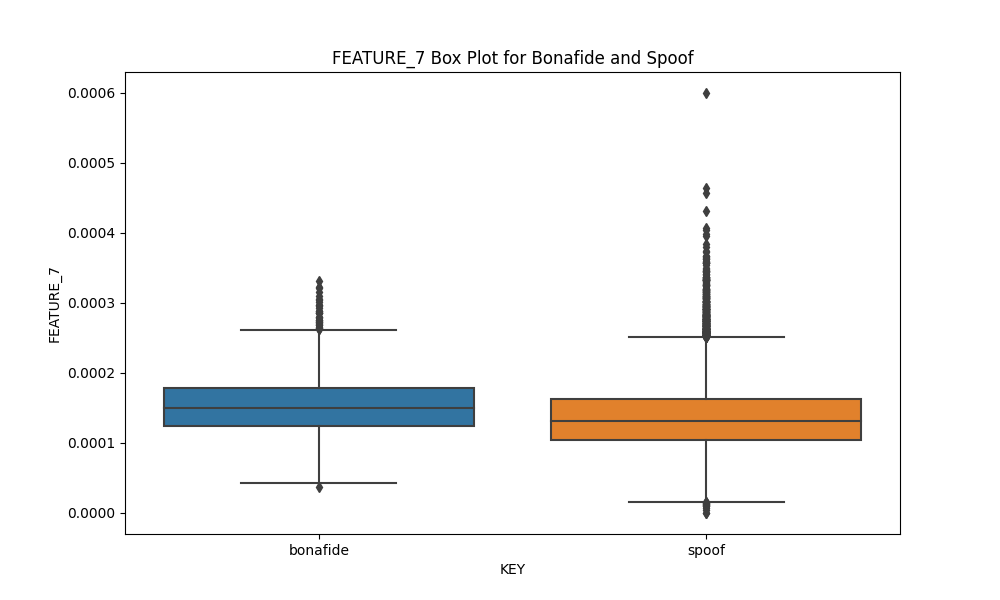 FEATURE_7 Box Plot for Bonafide and Spoof
0.0006
0.0005
0.0004
0.0003
0.0002
0.0001
0.0000
FEATURE_7
bonafide
spoof
KEY